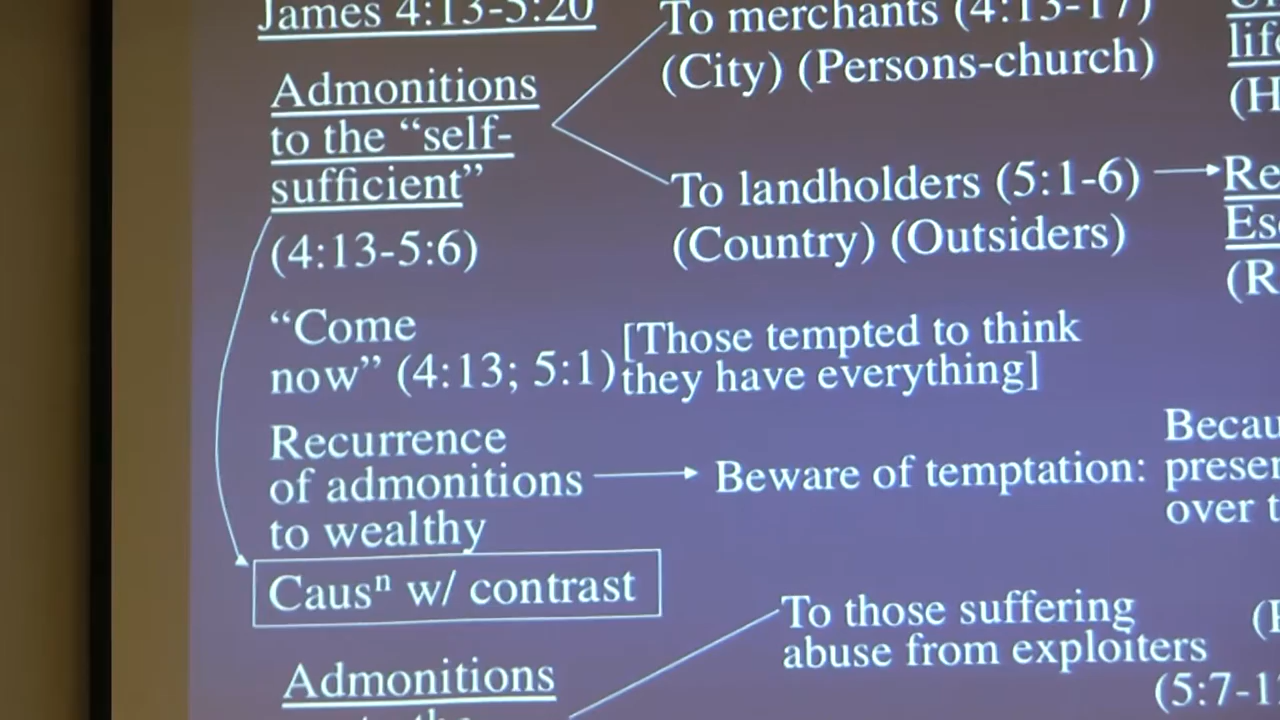 James 4:13-5:20
To merchants (4:13-17)
(City) (Persons-church)
Admonitions
to the “self-
sufficient”
(4:13-5:6)
To landholders (5:1-6)
(Country) (Outsiders)
“Come
now” (4:13; 5:1)
[Those tempted to think
they have everything]
Recurrence
of admonitions
to wealthy
Beware of temptation:
over
Causⁿ w/ contrast
To those suffering
abuse from exploiters
Admonitions